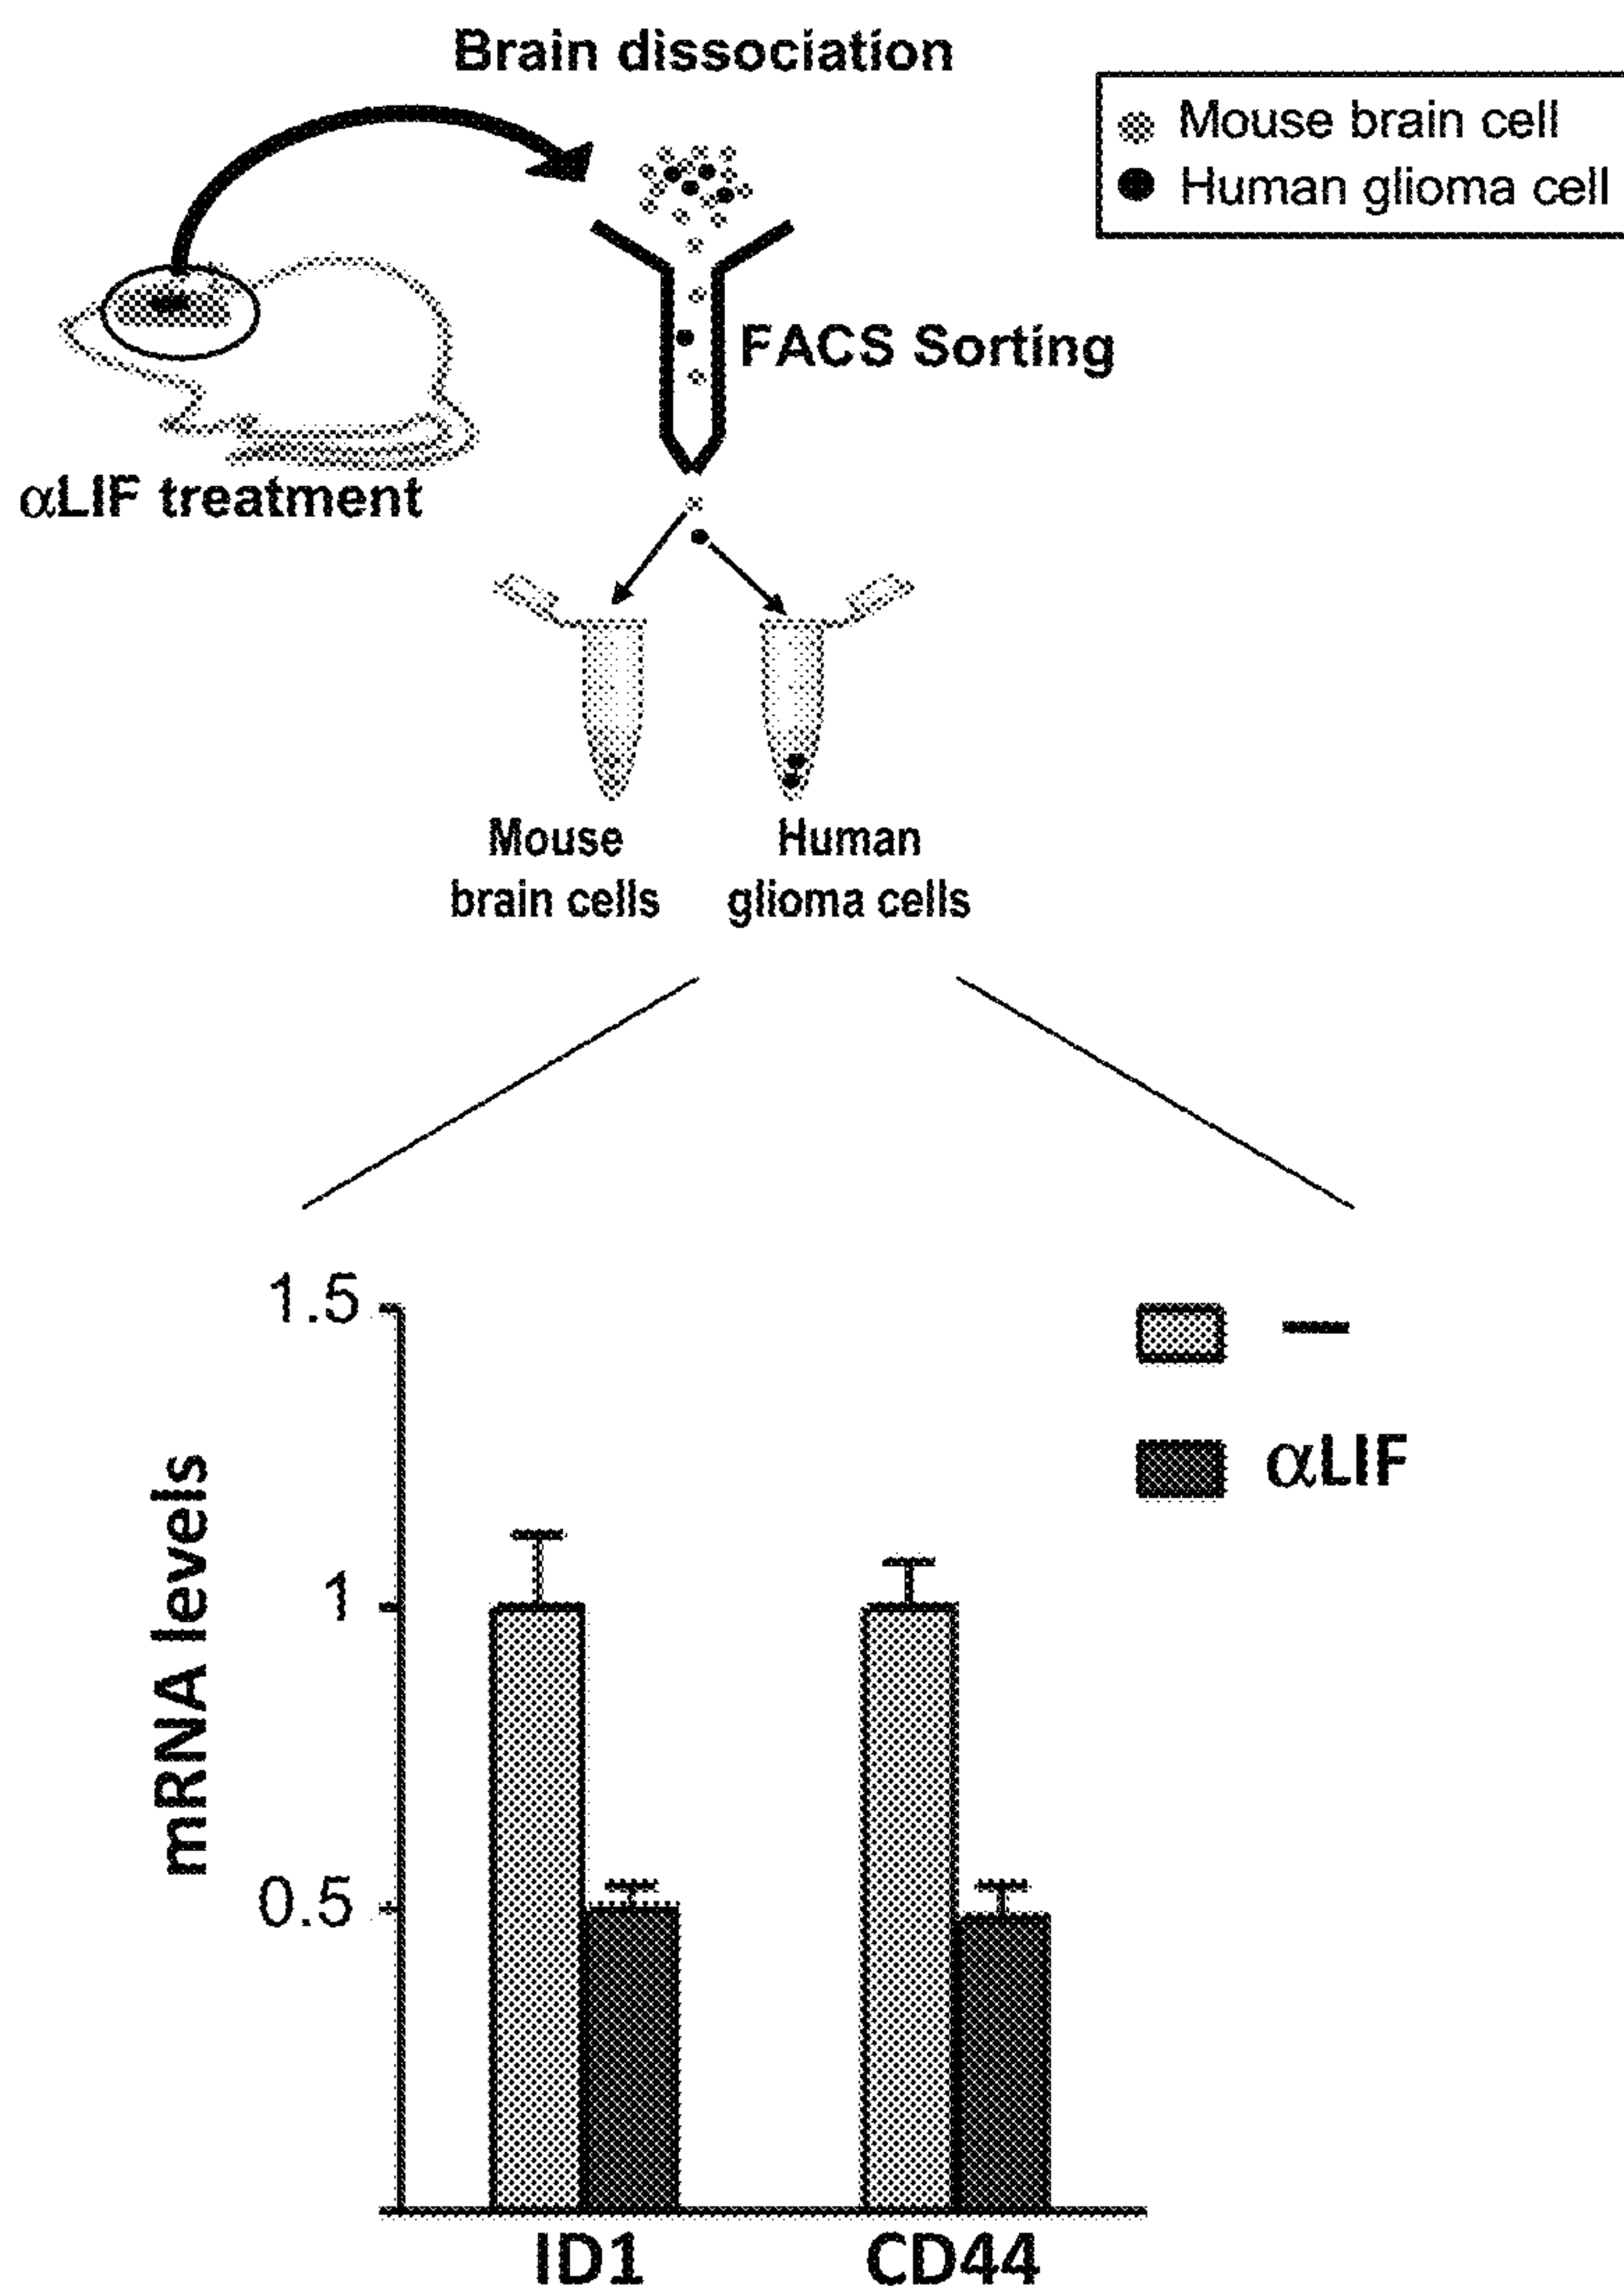 Brain dissociation
Mouse brain cell
Human glioma cell
FACS Sorting
αLIF treatment
Mouse
brain cells
Human
glioma cells
1.5
1
0.5
mRNA levels
—
αLIF
ID1
CD44